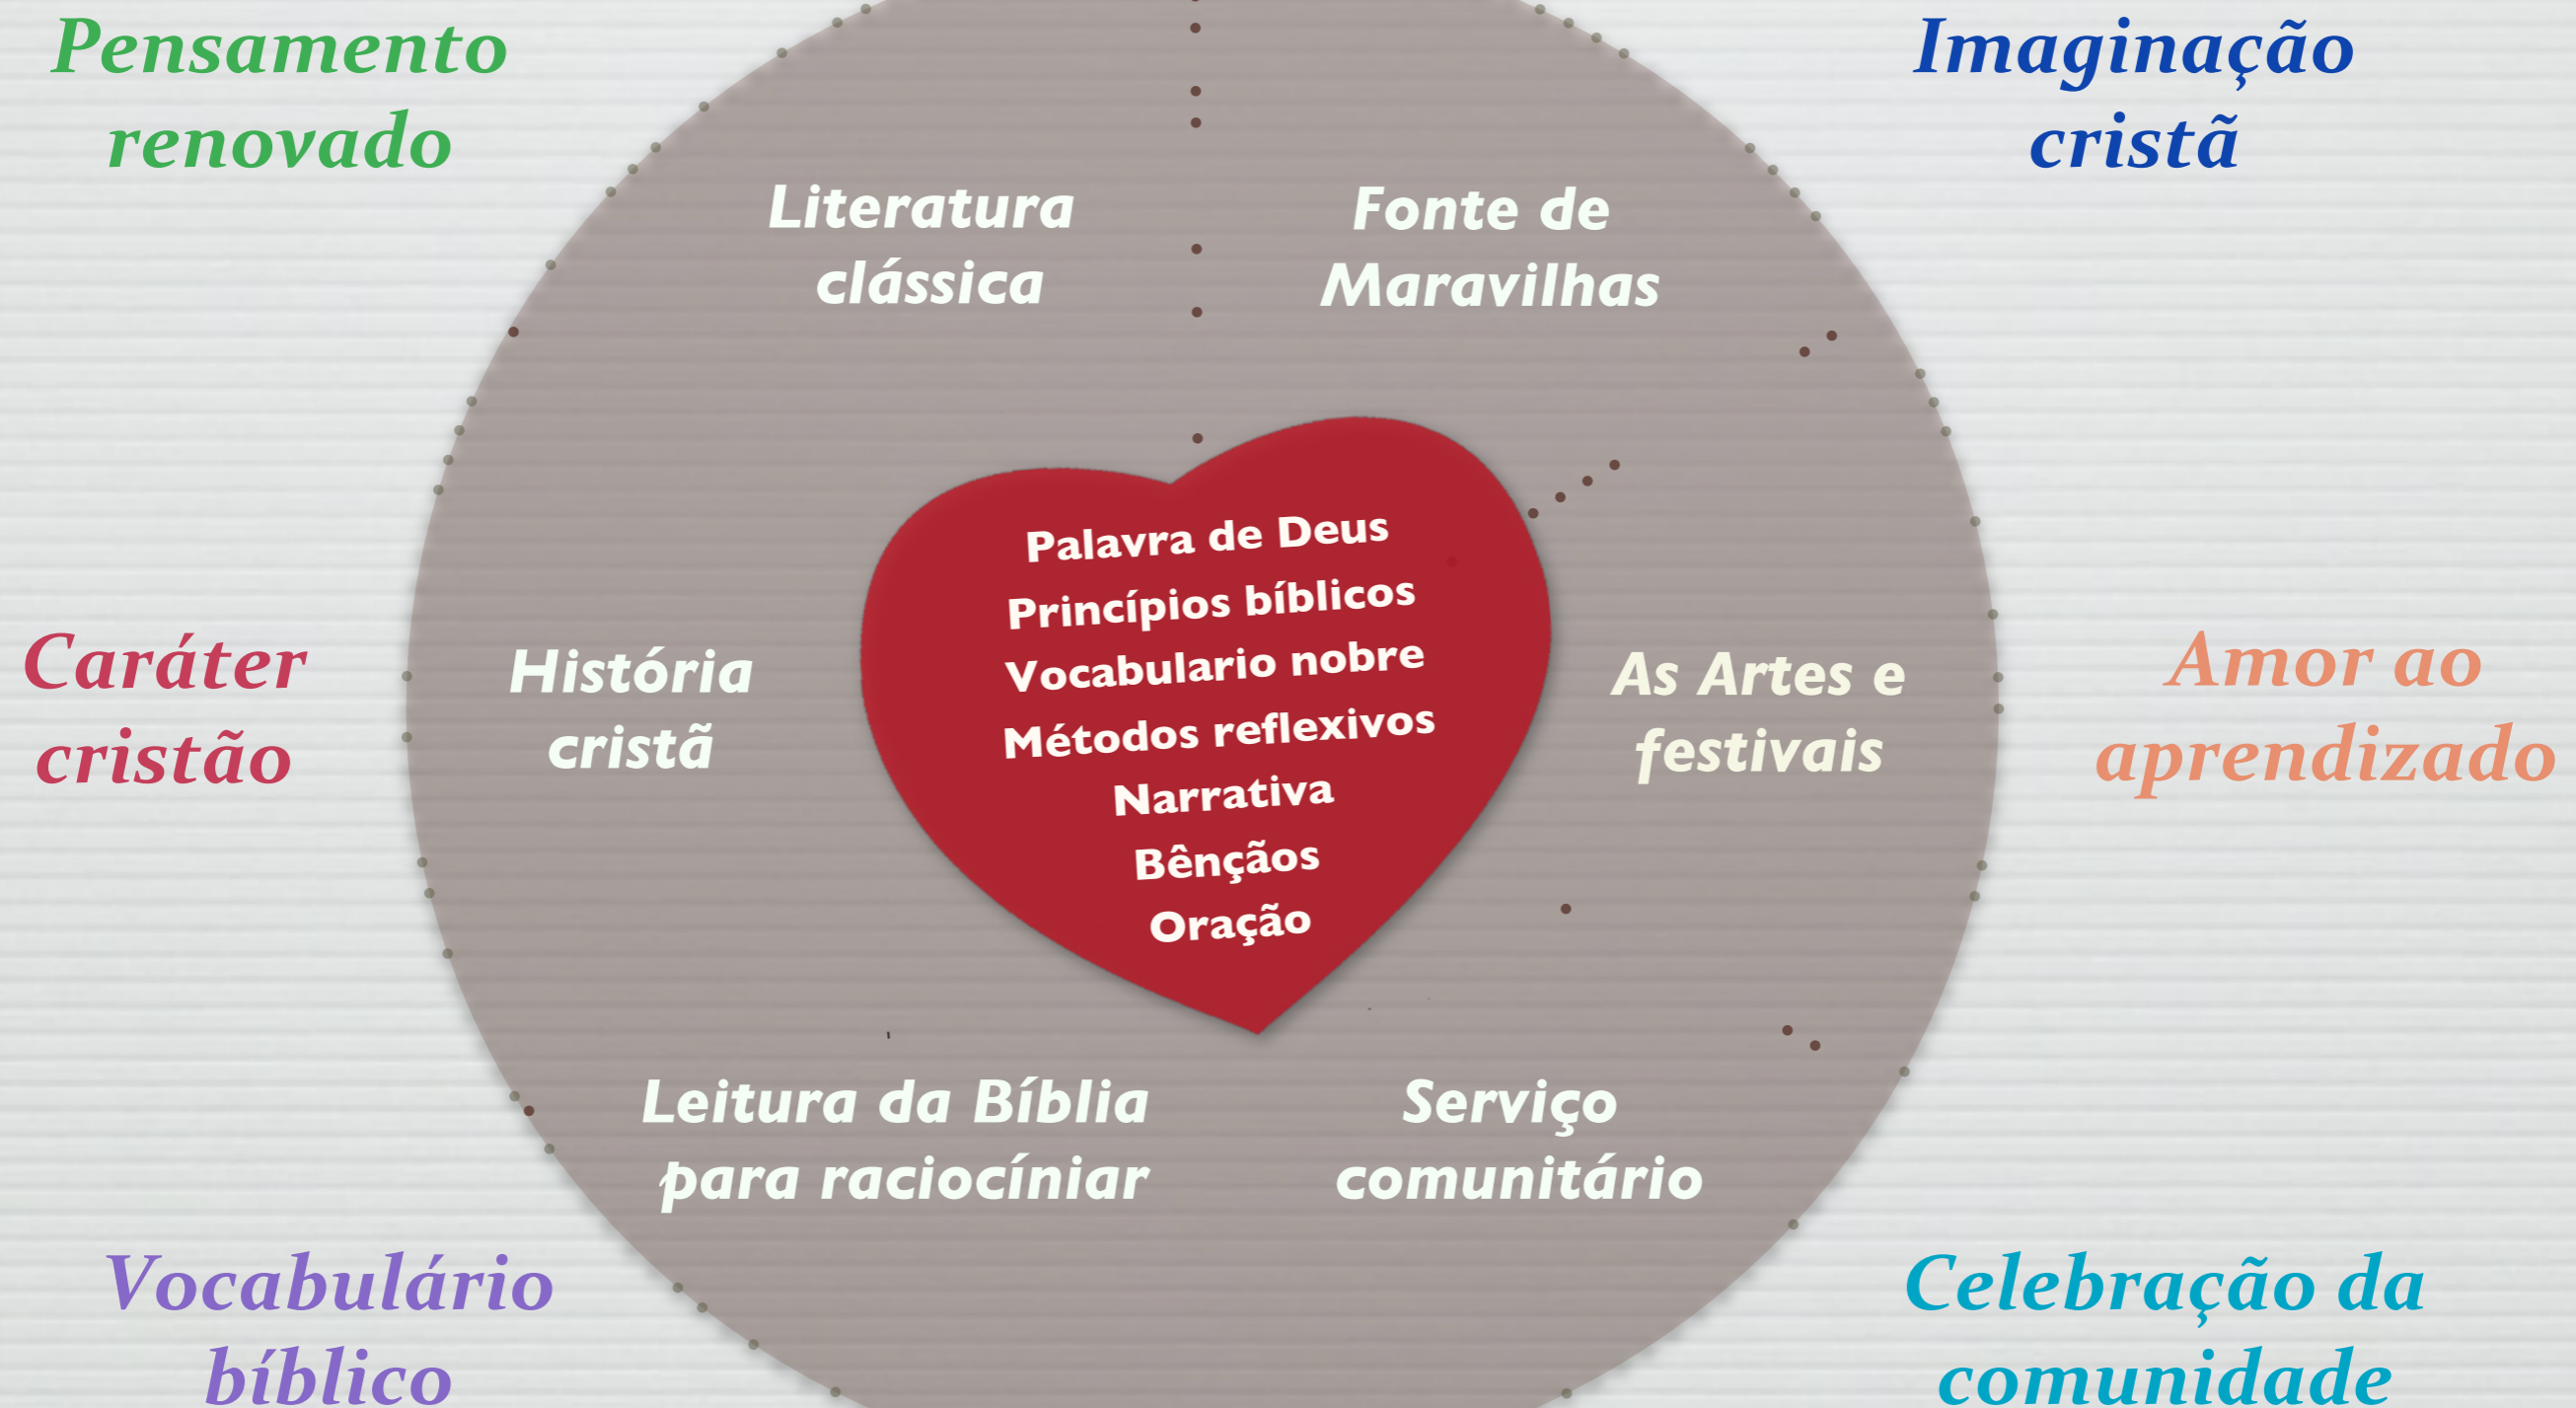 Pensamento
renovado
Imaginação
cristã
Literatura
clássica
Fonte de
Maravilhas
Palavra de Deus
Princípios bíblicos
Vocabulario nobre
Métodos reflexivos
Narrativa
Bênçãos
Oração
Caráter
cristão
História
cristã
As Artes e
festivais
Amor ao
aprendizado
Leitura da Bíblia
para raciocíniar
Serviço
comunitário
Vocabulário
bíblico
Celebração da
comunidade